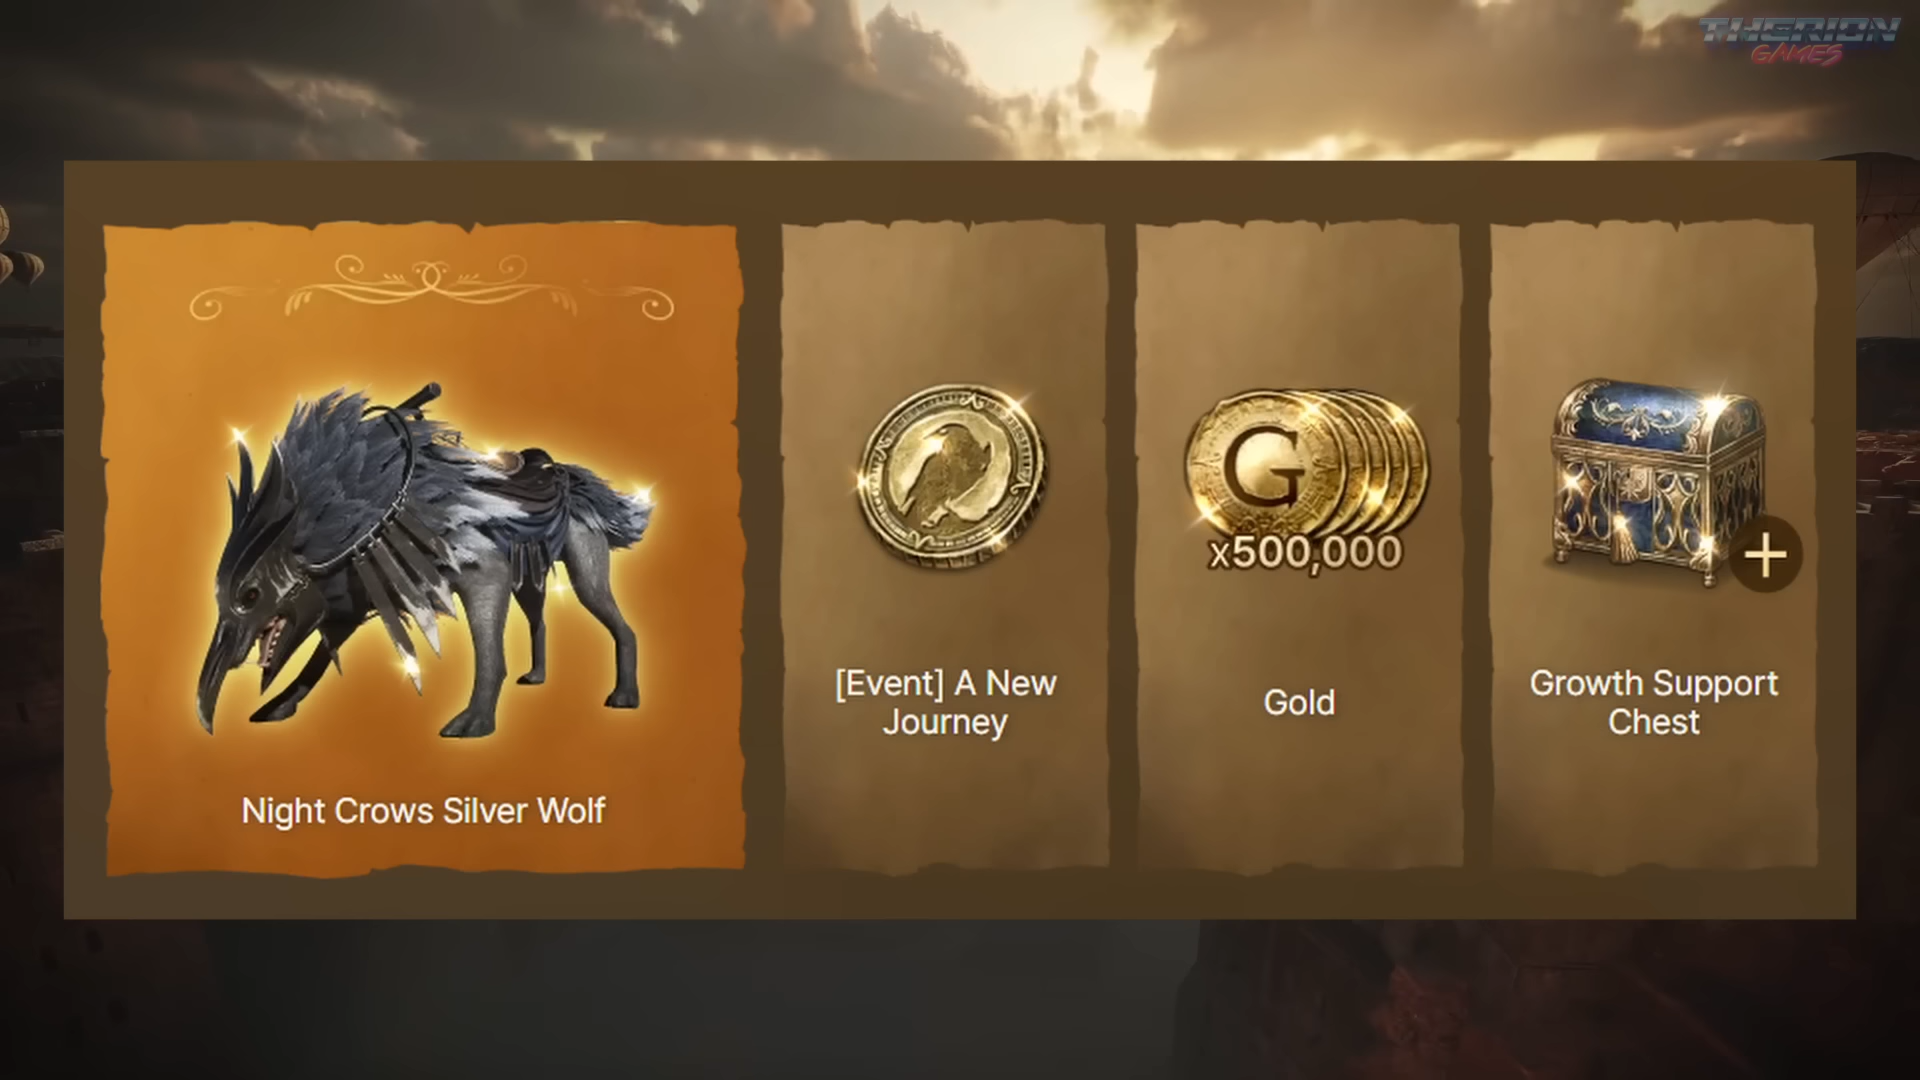 THERION
GAMES
Night Crows Silver Wolf
[Event] A New
Journey
G
x500,000
Gold
Growth Support
Chest